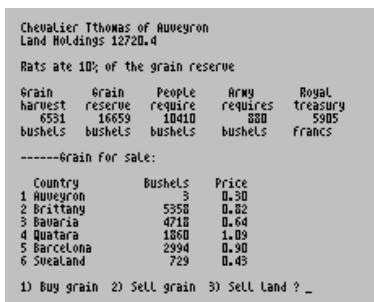 Chevalier Tthomas of Auveyron
Land Holdings 12720.4
Rats ate 10% of the grain reserve
Grain Grain People Army Royal
harvest reserve require requires treasury
6531 16659 10410 880 5905
bushels bushels bushels bushels francs
------Grain for sale:
Country Bushels Price
1 Auveyron 3 0.30
2 Brittany 5358 0.82
3 Bavaria 4718 0.64
4 Quatara 1860 1.09
5 Barcelona 2994 0.90
6 Svealand 729 0.43
1) Buy grain 2) Sell grain 3) Sell land ? _